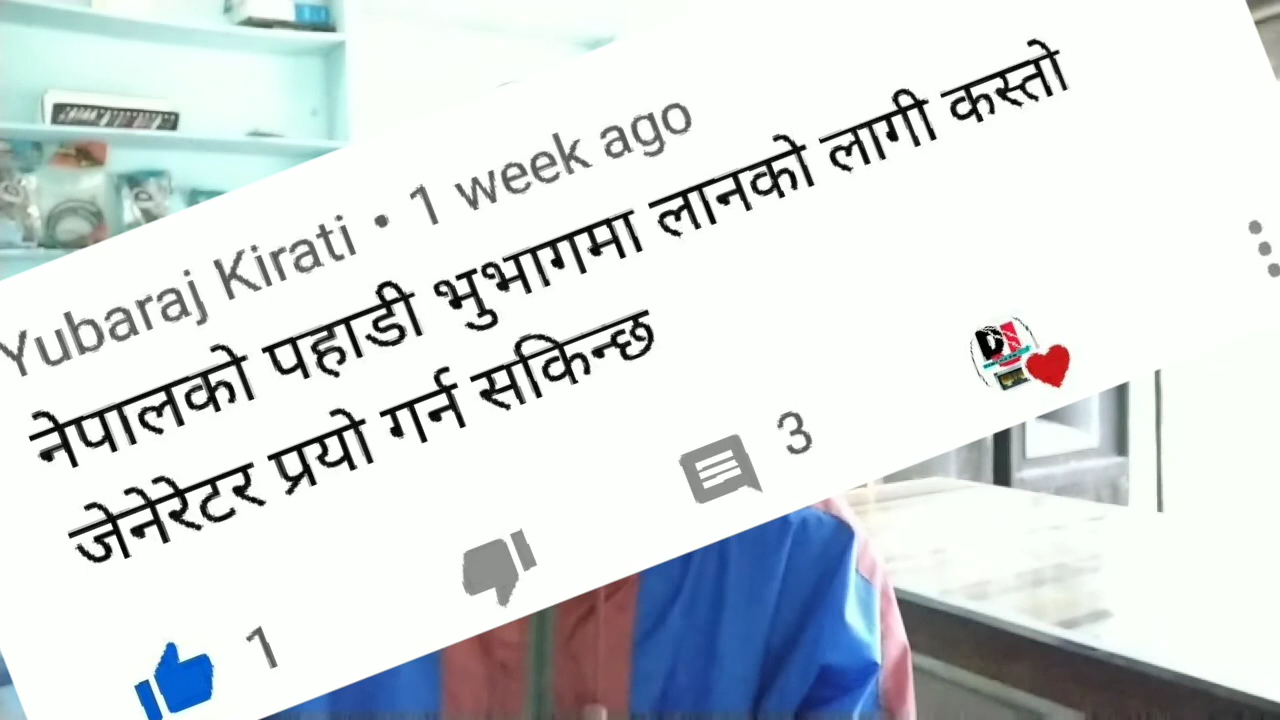 Yubaraj Kirati • 1 week ago
नेपालको पहाडी भुभागमा लानको लागी कस्तो
जेनेरेटर प्रयो गर्न सकिन्छ
1 3